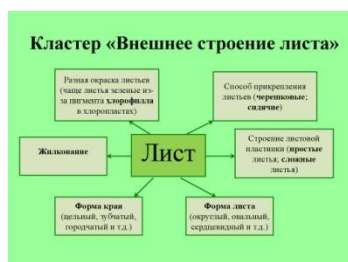 Кластер «Внешнее строение листа»
Разная окраска листьев
(чаще листья зеленые из-
за пигмента хлорофилла
в хлоропластах)
Способ прикрепления
листьев (черешковые;
сидячие)
Жилкование
Лист
Строение листовой
пластинки (простые
листья; сложные
листья)
Форма края
(цельный, зубчатый,
городчатый и т.д.)
Форма листа
(округлый, овальный,
сердцевидный и т.д.)